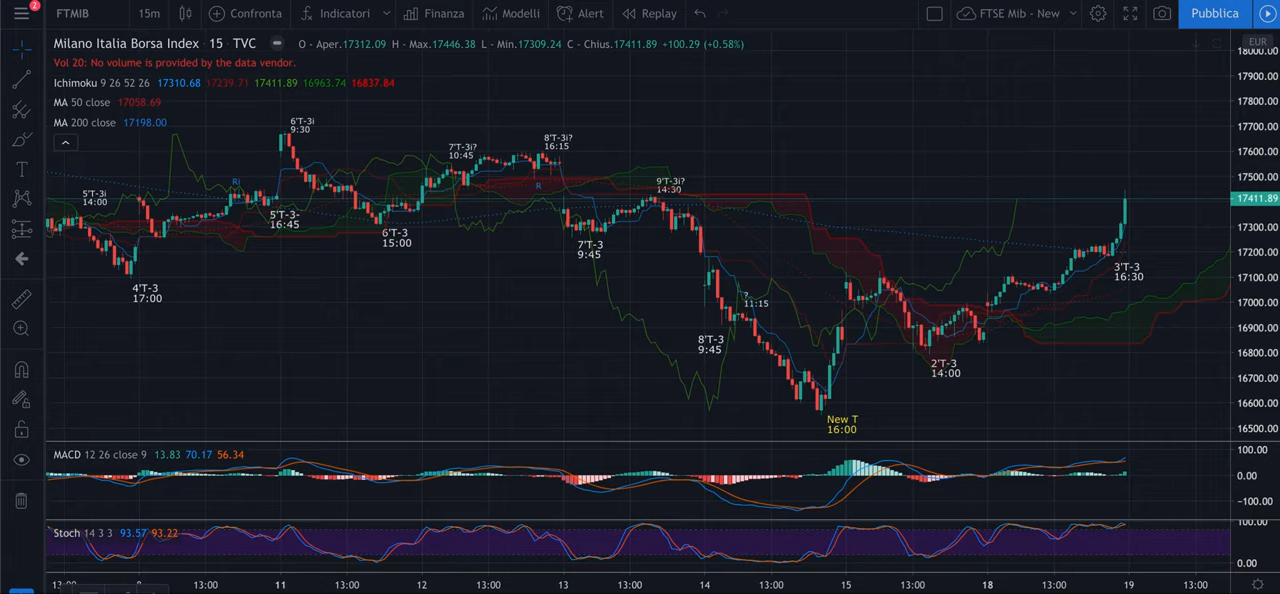 2
FTMIB 15m Confronta Indicatori Finanza Modelli Alert Replay FTSE Mib - New Pubblica
Milano Italia Borsa Index · 15 · TVC O - Aper.17312.09 H - Max.17446.38 L - Min.17309.24 C - Chius.17411.89 +100.29 (+0.58%)
EUR
Vol 20: No volume is provided by the data vendor.
Ichimoku 9 26 52 26 17310.68 17239.71 17411.89 16963.74 16837.84
MA 50 close 17058.69
MA 200 close 17198.00
18000.00
17900.00
17800.00
17700.00
17600.00
17500.00
17411.89
17300.00
17200.00
17100.00
17000.00
16900.00
16800.00
16700.00
16600.00
16500.00
5'T-3i
14:00
4'T-3
17:00
Ri
6'T-3i
9:30
5'T-3-
16:45
6'T-3
15:00
7'T-3i?
10:45
8'T-3i?
16:15
R
7'T-3
9:45
9'T-3i?
14:30
8'T-3
9:45
?
11:15
New T
16:00
2'T-3
14:00
3'T-3
16:30
MACD 12 26 close 9 13.83 70.17 56.34
100.00
0.00
−100.00
Stoch 14 3 3 93.57 93.22
100.00
0.00
13:00 11 13:00 12 13:00 13 13:00 14 13:00 15 13:00 18 13:00 19 13:00